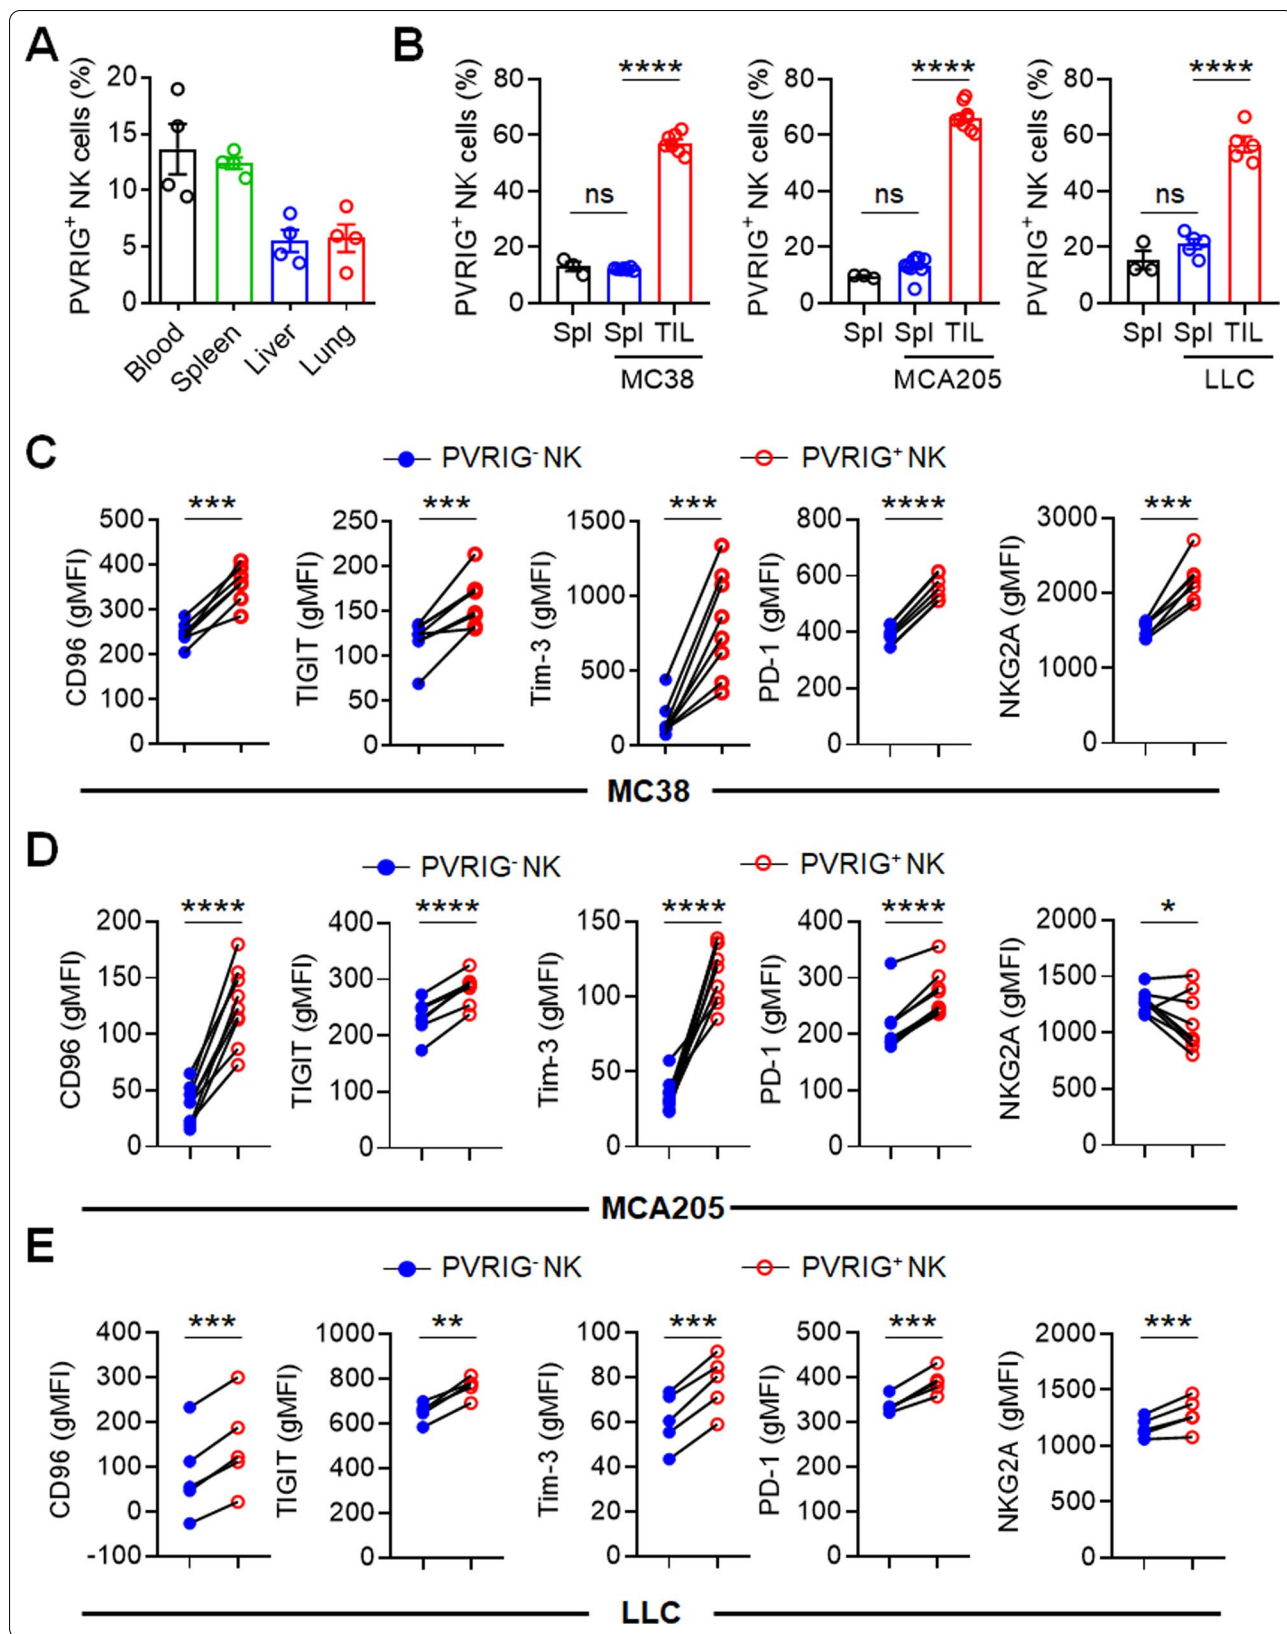 A
PVRIG+ NK cells (%)
20
15
10
5
0
Blood
Spleen
Liver
Lung
B
PVRIG+ NK cells (%)
80
60
40
20
0
ns
****
Spl Spl TIL
MC38
PVRIG+ NK cells (%)
80
60
40
20
0
ns
****
Spl Spl TIL
MCA205
PVRIG+ NK cells (%)
80
60
40
20
0
ns
****
Spl Spl TIL
LLC
C
PVRIG- NK
PVRIG+ NK
CD96 (gMFI)
500
400
300
200
100
0
***
TIGIT (gMFI)
250
200
150
100
50
0
***
Tim-3 (gMFI)
1500
1000
500
0
***
PD-1 (gMFI)
800
600
400
200
0
****
NKG2A (gMFI)
3000
2000
1000
0
***
MC38
D
PVRIG- NK
PVRIG+ NK
CD96 (gMFI)
200
150
100
50
0
****
TIGIT (gMFI)
400
300
200
100
0
****
Tim-3 (gMFI)
150
100
50
0
****
PD-1 (gMFI)
400
300
200
100
0
****
NKG2A (gMFI)
2000
1500
1000
500
0
*
MCA205
E
PVRIG- NK
PVRIG+ NK
CD96 (gMFI)
400
300
200
100
0
-100
***
TIGIT (gMFI)
1000
800
600
400
200
0
**
Tim-3 (gMFI)
100
80
60
40
20
0
***
PD-1 (gMFI)
500
400
300
200
100
0
***
NKG2A (gMFI)
2000
1500
1000
500
0
***
LLC